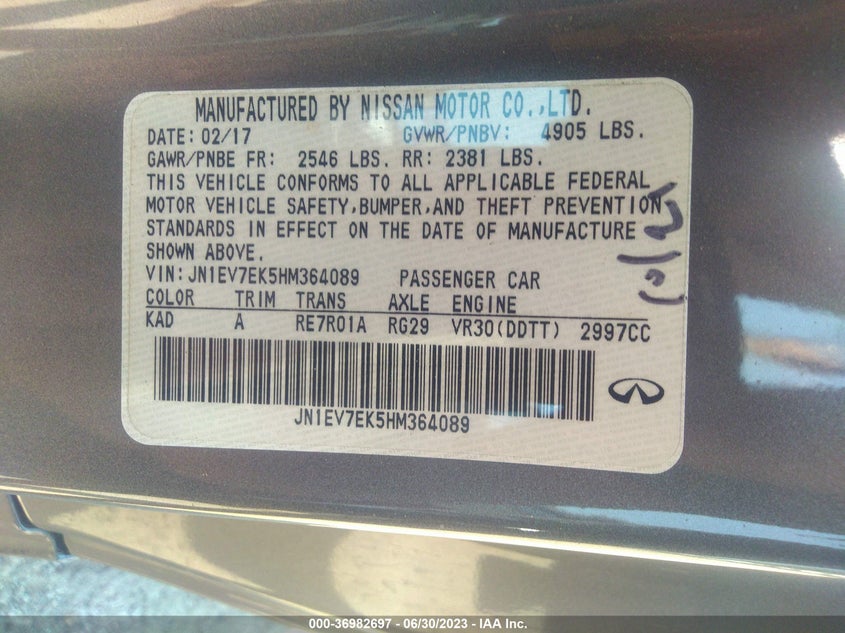 MANUFACTURED BY NISSAN MOTOR CO.,LTD.
DATE: 02/17 GVWR/PNBV: 4905 LBS.
GAWR/PNBE FR: 2546 LBS. RR: 2381 LBS.
THIS VEHICLE CONFORMS TO ALL APPLICABLE FEDERAL
MOTOR VEHICLE SAFETY,BUMPER,AND THEFT PREVENTION
STANDARDS IN EFFECT ON THE DATE OF MANUFACTURE
SHOWN ABOVE.
VIN:JN1EV7EK5HM364089 PASSENGER CAR
COLOR TRIM TRANS AXLE ENGINE
KAD A RE7R01A RG29 VR30(DDTT) 2997CC
JN1EV7EK5HM364089
000-36982697 - 06/30/2023 - IAA Inc.